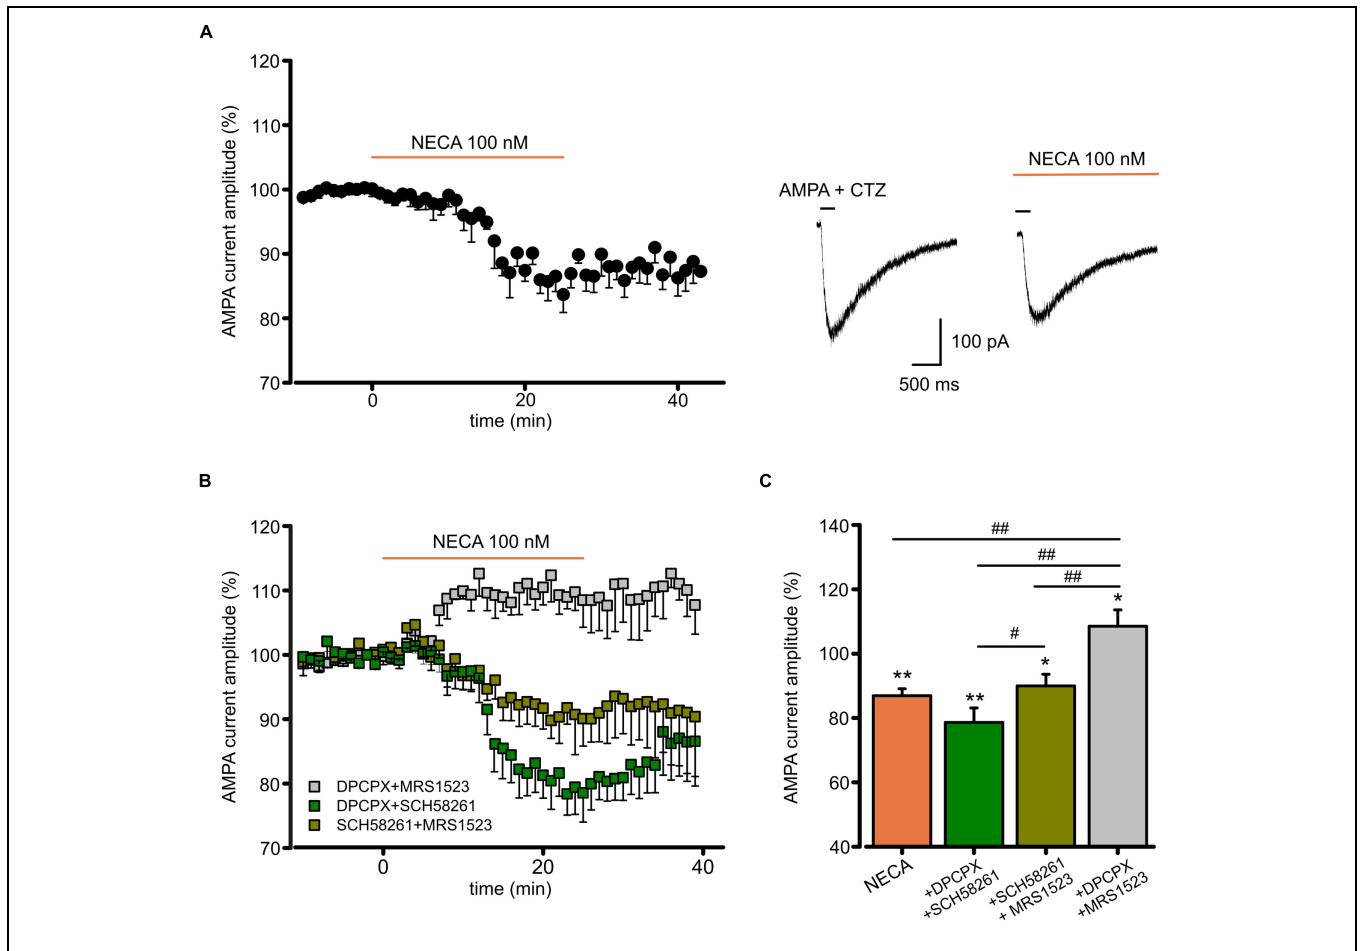 A
120
110
100
90
80
70
AMPA current amplitude (%)
NECA 100 nM
0
20
40
time (min)
AMPA + CTZ
NECA 100 nM
100 pA
500 ms
B
120
110
100
90
80
70
AMPA current amplitude (%)
NECA 100 nM
DPCPX+MRS1523
DPCPX+SCH58261
SCH58261+MRS1523
0
20
40
time (min)
C
140
120
100
80
60
40
AMPA current amplitude (%)
##
##
##
*
#
*
**
**
NECA
+DPCPX
+SCH58261
+SCH58261
+ MRS1523
+DPCPX
+MRS1523